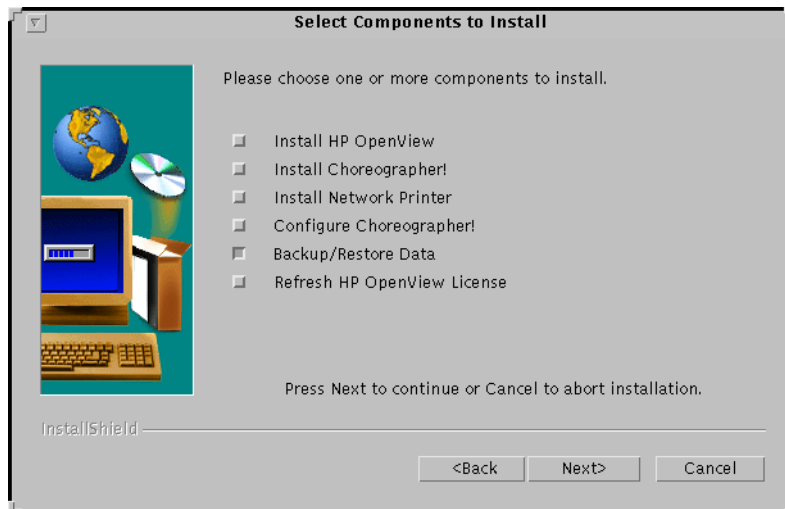 Select Components to Install
Please choose one or more components to install.
Install HP OpenView
Install Choreographer!
Install Network Printer
Configure Choreographer!
Backup/Restore Data
Refresh HP OpenView License
Press Next to continue or Cancel to abort installation.
InstallShield
<Back Next> Cancel